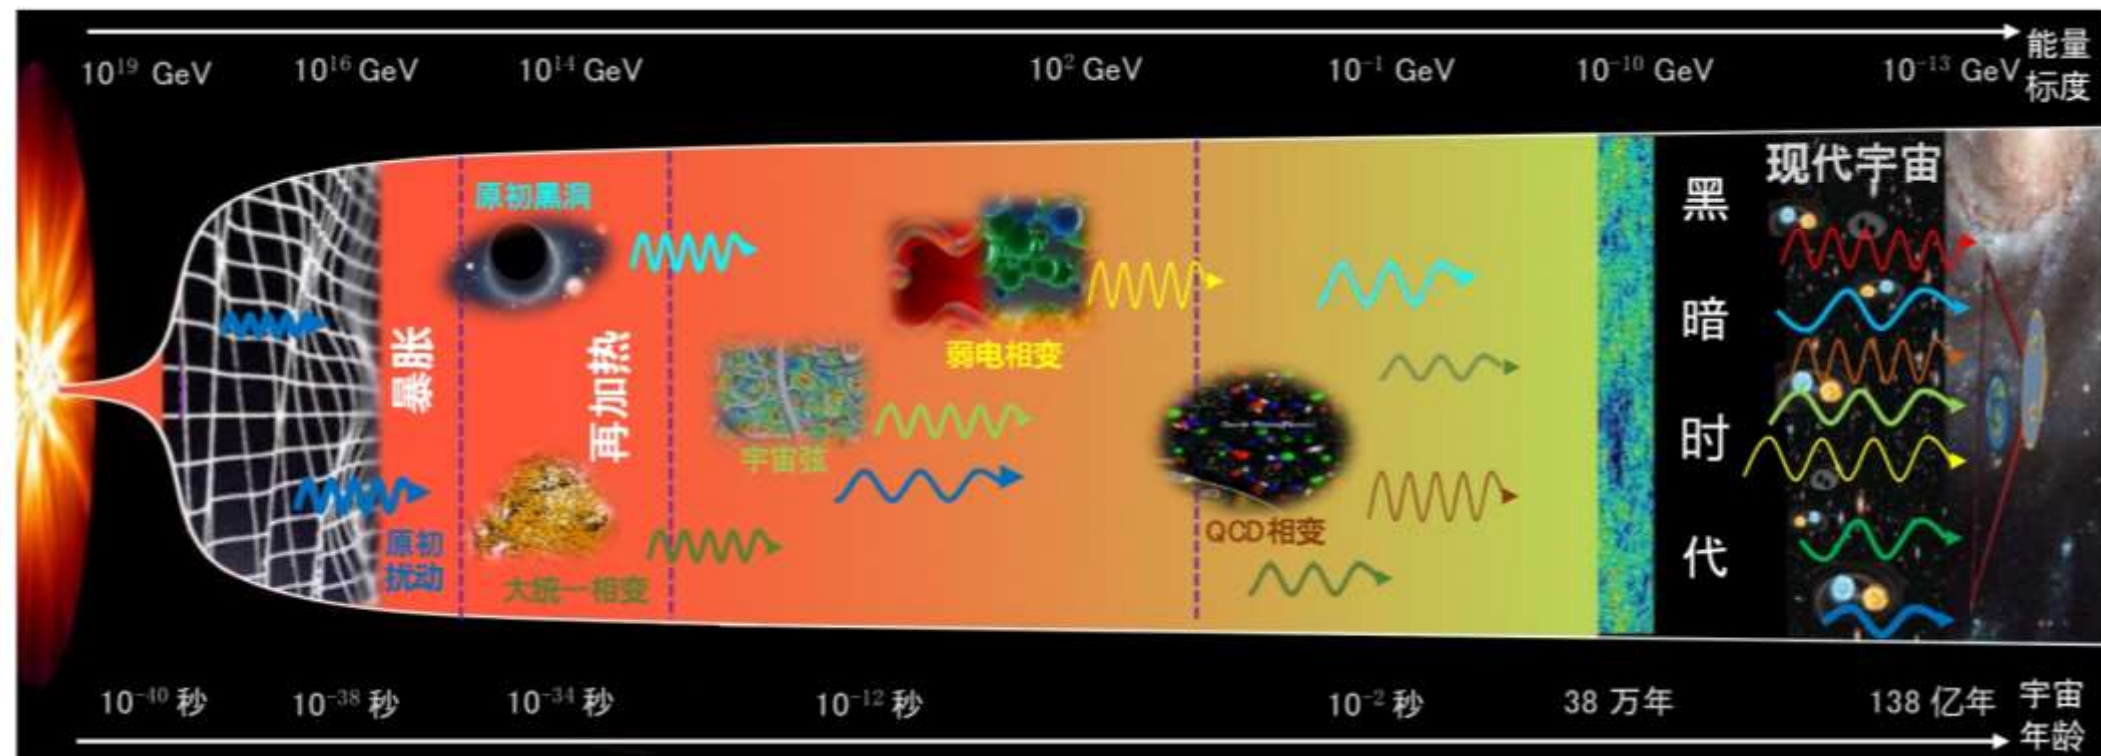 10¹⁹ GeV 10¹⁶ GeV 10¹⁴ GeV 10² GeV 10⁻¹ GeV 10⁻¹⁰ GeV 10⁻¹³ GeV
能量
标度
原初黑洞
现代宇宙
黑
暗
时
代
暴胀
再加热
弱电相变
宇宙弦
原初
扰动
QCD相变
大统一相变
10⁻⁴⁰ 秒 10⁻³⁸ 秒 10⁻³⁴ 秒 10⁻¹² 秒 10⁻² 秒 38 万年 138 亿年
宇宙
年龄